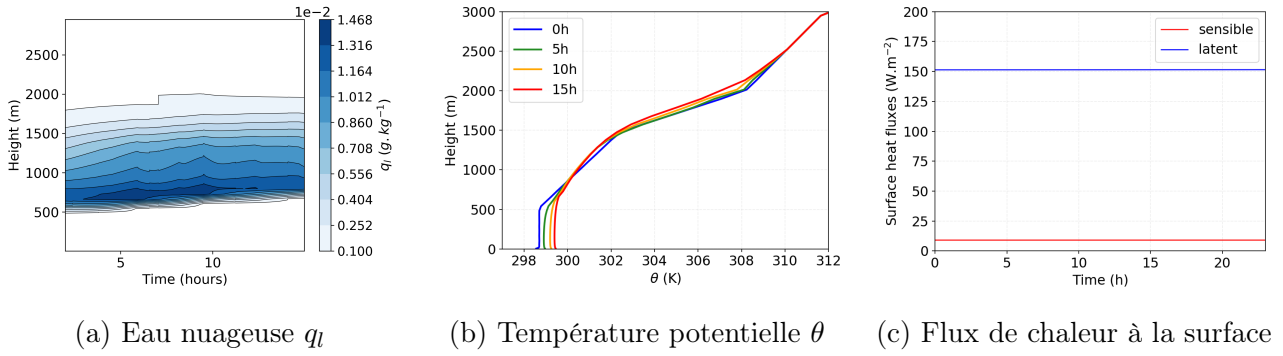 1e−2
2500
2000
1500
1000
500
Height (m)
5
10
Time (hours)
1.468
1.316
1.164
1.012
0.860
0.708
0.556
0.404
0.252
0.100
q_l (g.kg⁻¹)
3000
2500
2000
1500
1000
500
0
Height (m)
0h
5h
10h
15h
298
300
302
304
306
308
310
312
θ (K)
200
175
150
125
100
75
50
25
0
Surface heat fluxes (W.m⁻²)
sensible
latent
0
5
10
15
20
Time (h)
(a) Eau nuageuse q_l
(b) Température potentielle θ
(c) Flux de chaleur à la surface